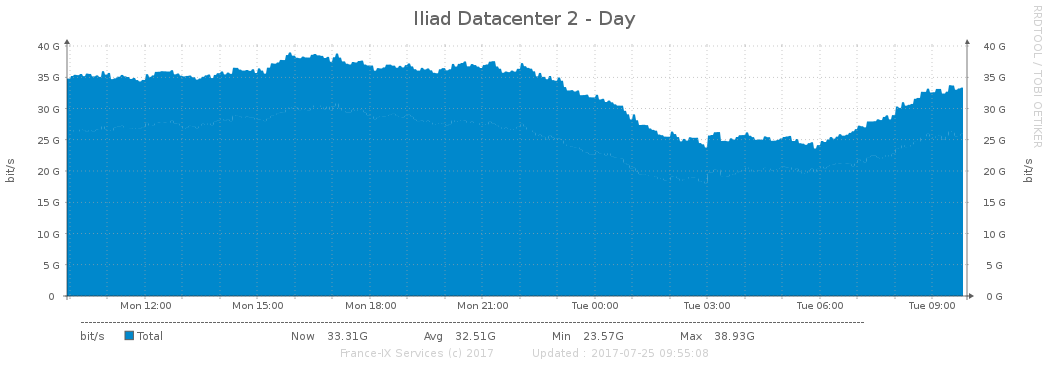 Iliad Datacenter 2 - Day
RRDTOOL / TOBI OETIKER
bit/s
40 G 40 G
35 G 35 G
30 G 30 G
25 G 25 G
20 G 20 G
15 G 15 G
10 G 10 G
5 G 5 G
0 0 G
bit/s
Mon 12:00 Mon 15:00 Mon 18:00 Mon 21:00 Tue 00:00 Tue 03:00 Tue 06:00 Tue 09:00
bit/s Total Now 33.31G Avg 32.51G Min 23.57G Max 38.93G
France-IX Services (c) 2017 Updated : 2017-07-25 09:55:08